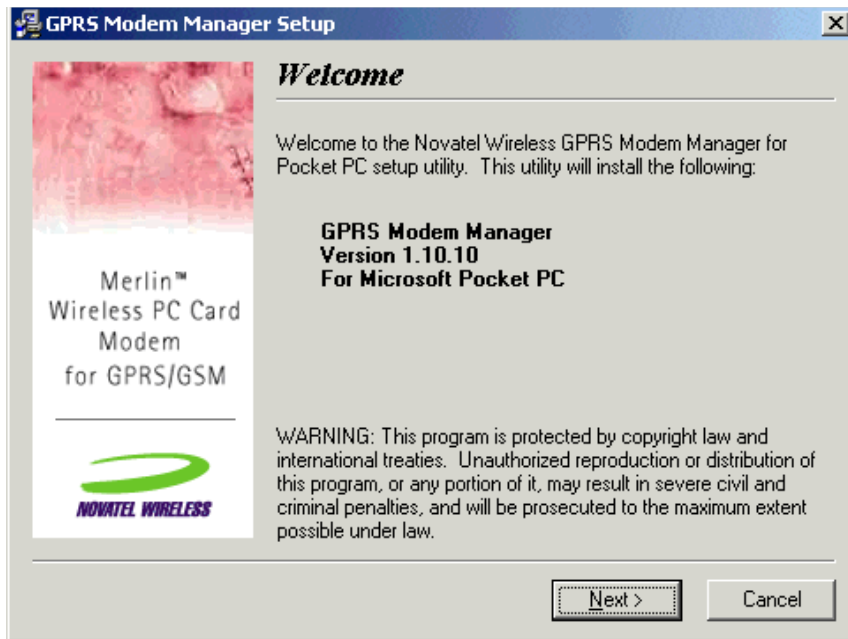 GPRS Modem Manager Setup
Welcome
Welcome to the Novatel Wireless GPRS Modem Manager for
Pocket PC setup utility. This utility will install the following:
GPRS Modem Manager
Version 1.10.10
For Microsoft Pocket PC
Merlin™
Wireless PC Card
Modem
for GPRS/GSM
NOVATEL WIRELESS
WARNING: This program is protected by copyright law and
international treaties. Unauthorized reproduction or distribution of
this program, or any portion of it, may result in severe civil and
criminal penalties, and will be prosecuted to the maximum extent
possible under law.
Next >
Cancel